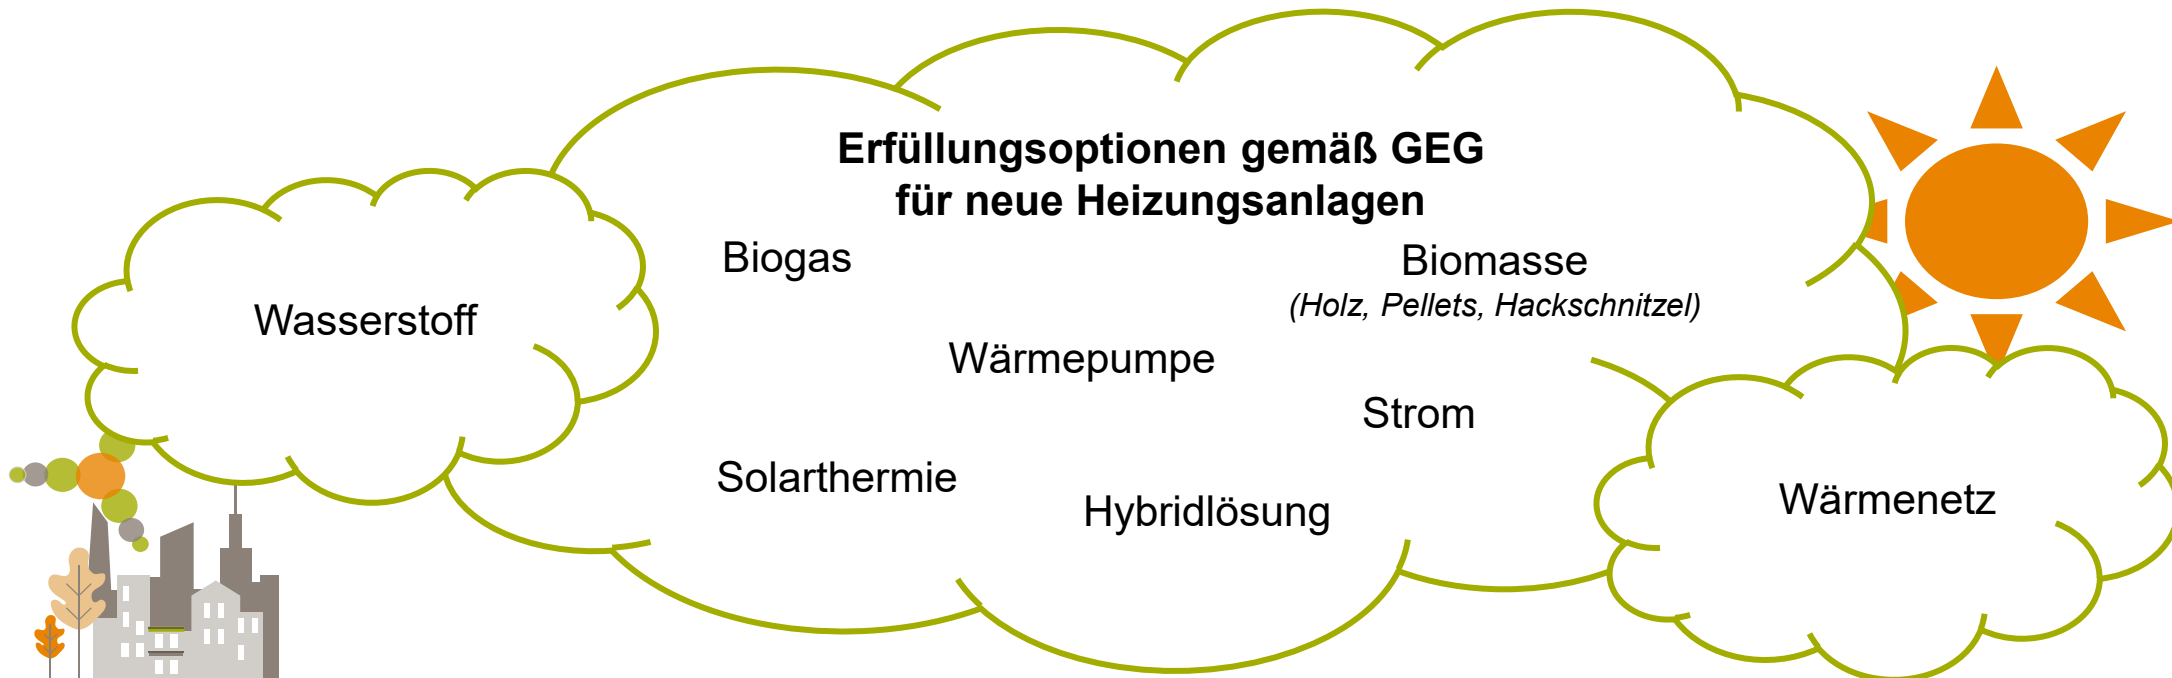 Erfüllungsoptionen gemäß GEG
für neue Heizungsanlagen
Biogas
Biomasse
(Holz, Pellets, Hackschnitzel)
Wasserstoff
Wärmepumpe
Strom
Solarthermie
Hybridlösung
Wärmenetz